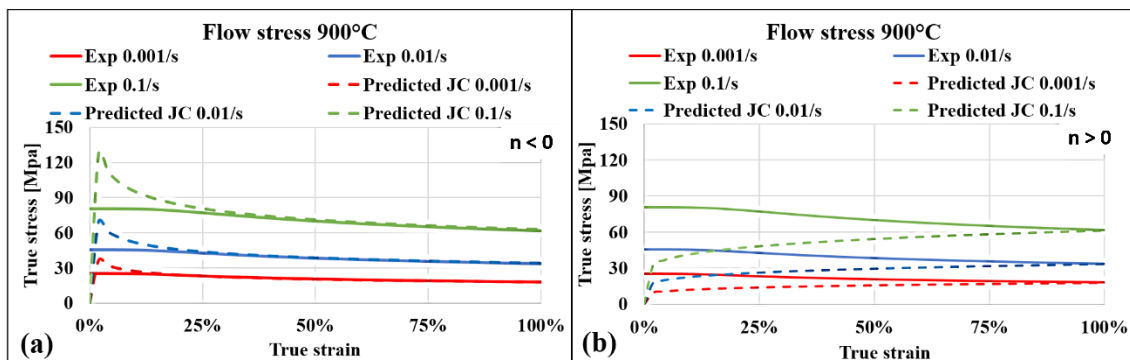 Flow stress 900°C
Exp 0.001/s
Exp 0.01/s
Exp 0.1/s
Predicted JC 0.001/s
Predicted JC 0.01/s
Predicted JC 0.1/s
150
n < 0
120
90
60
30
0
True stress [Mpa]
0%
25%
50%
75%
100%
True strain
(a)
Flow stress 900°C
Exp 0.001/s
Exp 0.01/s
Exp 0.1/s
Predicted JC 0.001/s
Predicted JC 0.01/s
Predicted JC 0.1/s
150
n > 0
120
90
60
30
0
True stress [Mpa]
0%
25%
50%
75%
100%
True strain
(b)